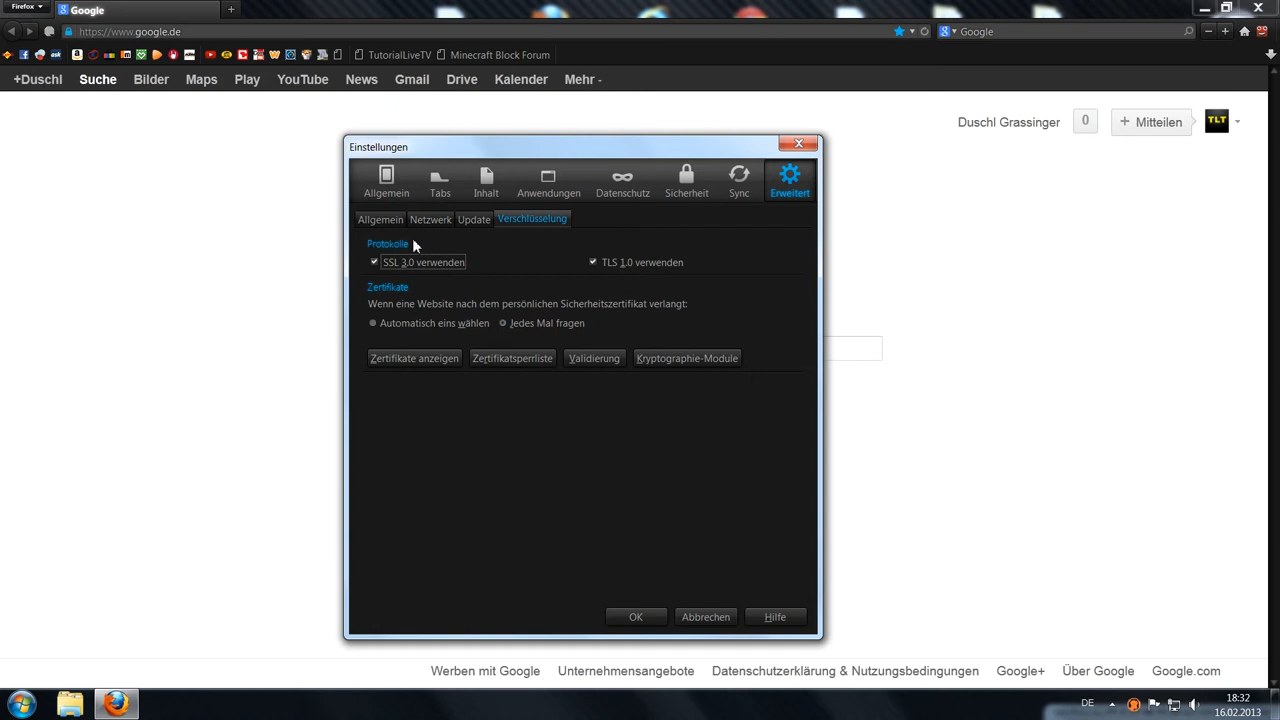 Firefox
Google
https://www.google.de
Google
TutorialLiveTV
Minecraft Block Forum
+Duschl Suche Bilder Maps Play YouTube News Gmail Drive Kalender Mehr
Duschl Grassinger 0 + Mitteilen TLT
Einstellungen
Allgemein Tabs Inhalt Anwendungen Datenschutz Sicherheit Sync Erweitert
Allgemein Netzwerk Update Verschlüsselung
Protokolle
SSL 3.0 verwenden TLS 1.0 verwenden
Zertifikate
Wenn eine Website nach dem persönlichen Sicherheitszertifikat verlangt:
Automatisch eins wählen Jedes Mal fragen
Zertifikate anzeigen Zertifikatsperrliste Validierung Kryptographie-Module
OK Abbrechen Hilfe
Werben mit Google Unternehmensangebote Datenschutzerklärung & Nutzungsbedingungen Google+ Über Google Google.com
DE
18:32
16.02.2013